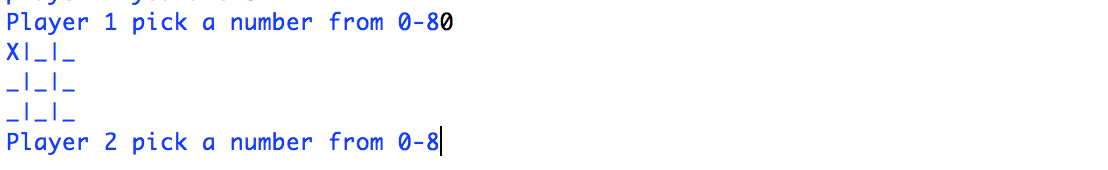 Player 1 pick a number from 0-80
X|_|_
_|_|_
_|_|_
Player 2 pick a number from 0-8